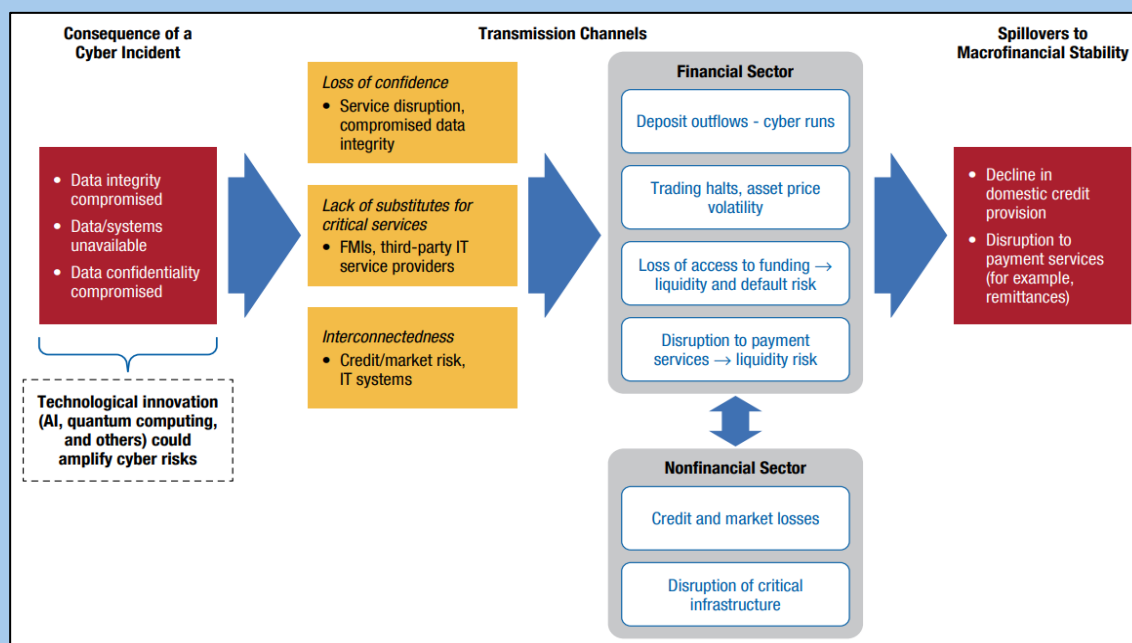 Consequence of a
Cyber Incident
Transmission Channels
Spillovers to
Macrofinancial Stability
• Data integrity
compromised
• Data/systems
unavailable
• Data confidentiality
compromised
Technological innovation
(AI, quantum computing,
and others) could
amplify cyber risks
Loss of confidence
• Service disruption,
compromised data
integrity
Lack of substitutes for
critical services
• FMIs, third-party IT
service providers
Interconnectedness
• Credit/market risk,
IT systems
Financial Sector
Deposit outflows - cyber runs
Trading halts, asset price
volatility
Loss of access to funding →
liquidity and default risk
Disruption to payment
services → liquidity risk
Nonfinancial Sector
Credit and market losses
Disruption of critical
infrastructure
• Decline in
domestic credit
provision
• Disruption to
payment services
(for example,
remittances)